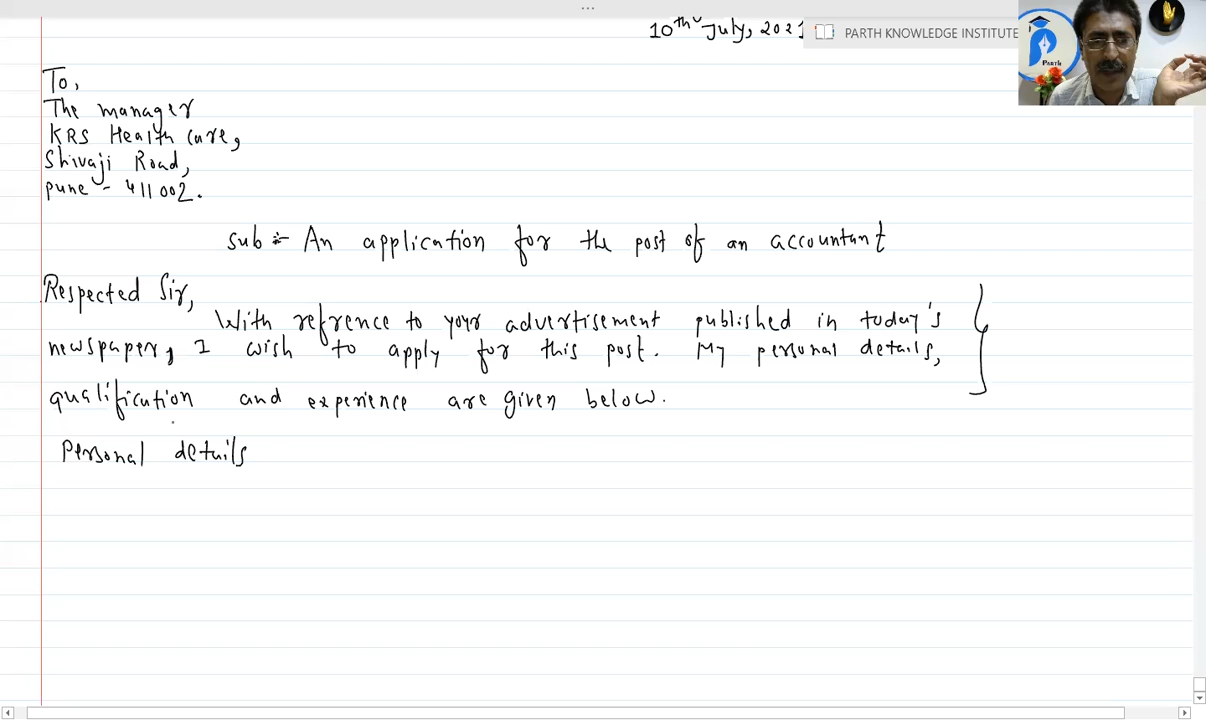 10th July, 2021
PARTH KNOWLEDGE INSTITUTE
Parth
To,
The manager
KRS Health care,
Shivaji Road,
pune - 411002.
Sub :- An application for the post of an accountant
Respected Sir,
With refrence to your advertisement published in today's
newspaper, I wish to apply for this post. My personal details,
qualification and experience are given below.
Personal details